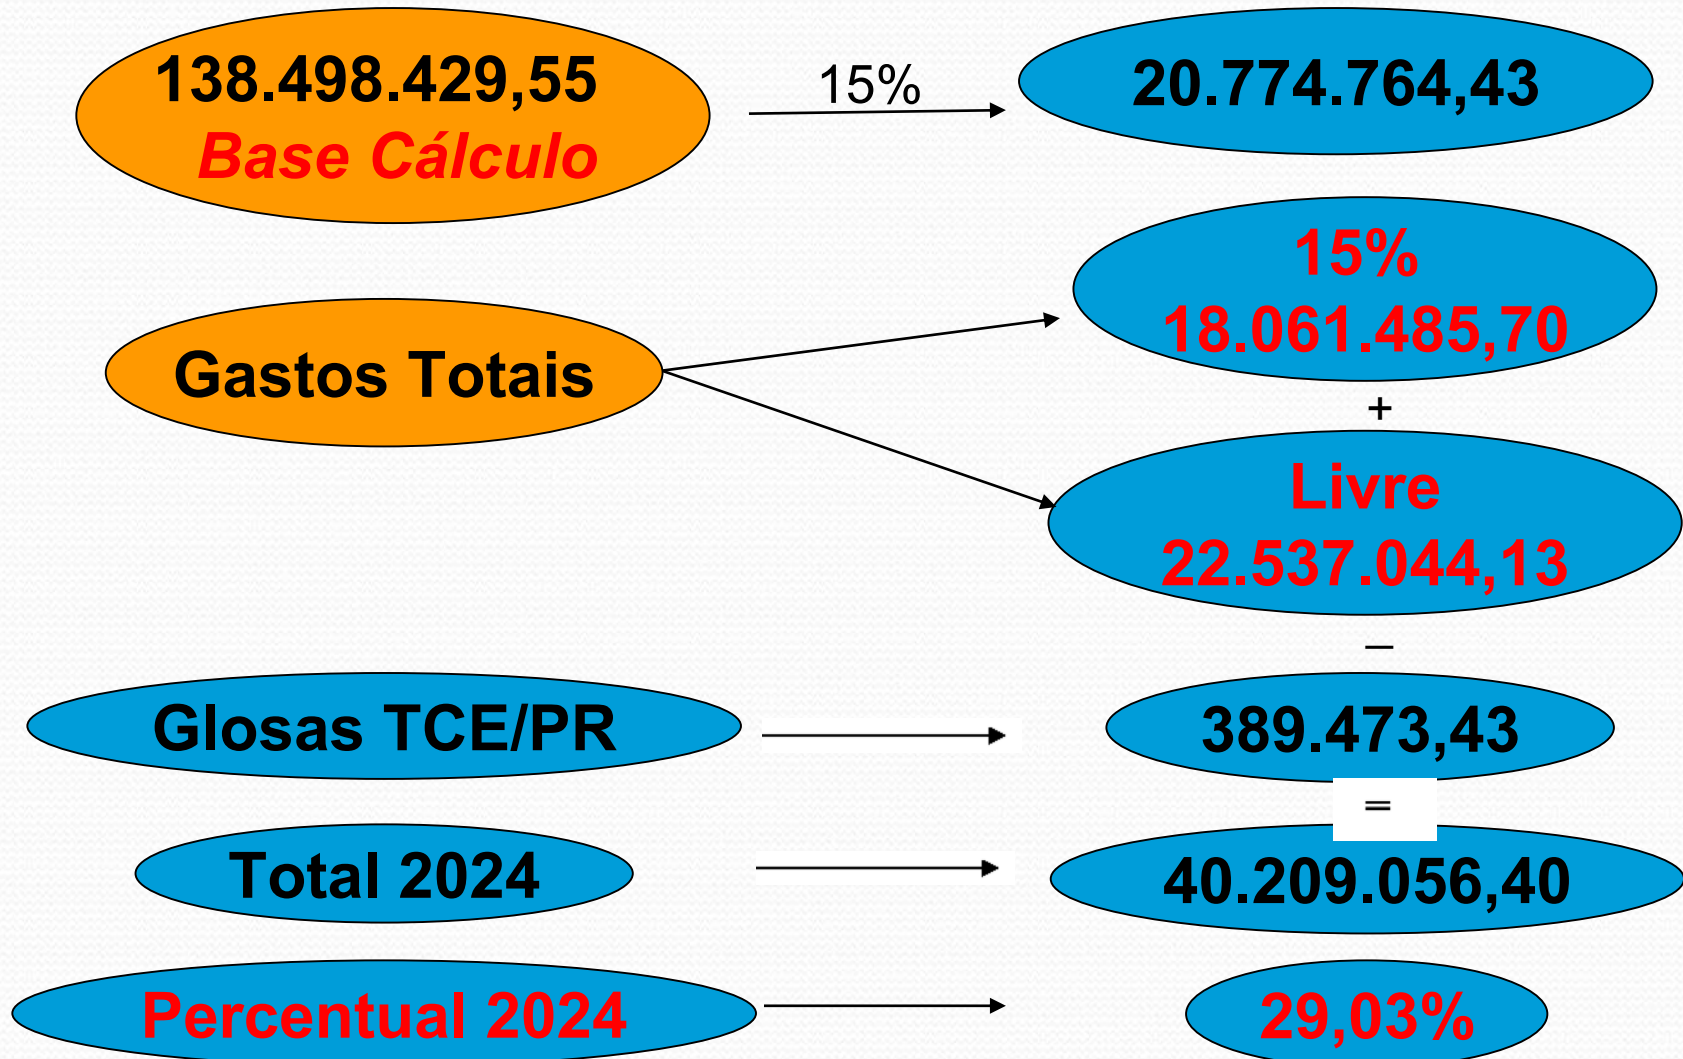 138.498.429,55
Base Cálculo
15%
20.774.764,43
Gastos Totais
15%
18.061.485,70
+
Livre
22.537.044,13
–
Glosas TCE/PR
389.473,43
=
Total 2024
40.209.056,40
Percentual 2024
29,03%